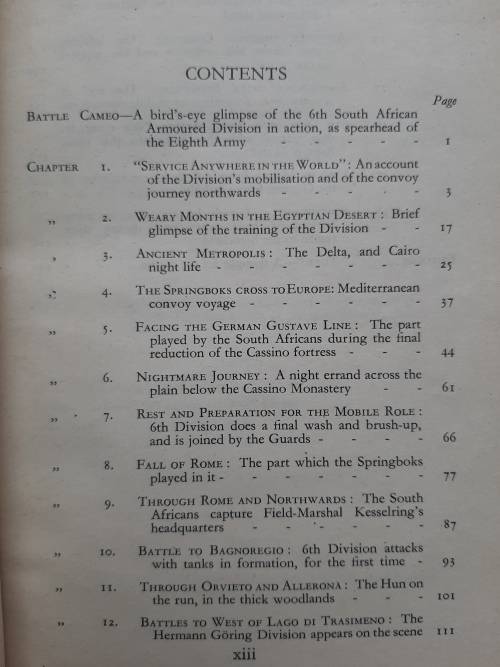 CONTENTS
Page
BATTLE CAMEO—A bird's-eye glimpse of the 6th South African
Armoured Division in action, as spearhead of
the Eighth Army - - - - - 1
CHAPTER 1. "SERVICE ANYWHERE IN THE WORLD": An account
of the Division's mobilisation and of the convoy
journey northwards - - - - 3
„ 2. WEARY MONTHS IN THE EGYPTIAN DESERT: Brief
glimpse of the training of the Division - - 17
„ 3. ANCIENT METROPOLIS: The Delta, and Cairo
night life - - - - - - 25
„ 4. THE SPRINGBOKS CROSS TO EUROPE: Mediterranean
convoy voyage - - - - - 37
„ 5. FACING THE GERMAN GUSTAVE LINE: The part
played by the South Africans during the final
reduction of the Cassino fortress - - - 44
„ 6. NIGHTMARE JOURNEY: A night errand across the
plain below the Cassino Monastery - - 61
„ 7. REST AND PREPARATION FOR THE MOBILE ROLE:
6th Division does a final wash and brush-up,
and is joined by the Guards - - - - 66
„ 8. FALL OF ROME: The part which the Springboks
played in it - - - - - - 77
„ 9. THROUGH ROME AND NORTHWARDS: The South
Africans capture Field-Marshal Kesselring's
headquarters - - - - - 87
„ 10. BATTLE TO BAGNOREGIO: 6th Division attacks
with tanks in formation, for the first time - 93
„ 11. THROUGH ORVIETO AND ALLERONA: The Hun on
the run, in the thick woodlands - - - 101
„ 12. BATTLES TO WEST OF LAGO DI TRASIMENO: The
Hermann Göring Division appears on the scene 111
xiii